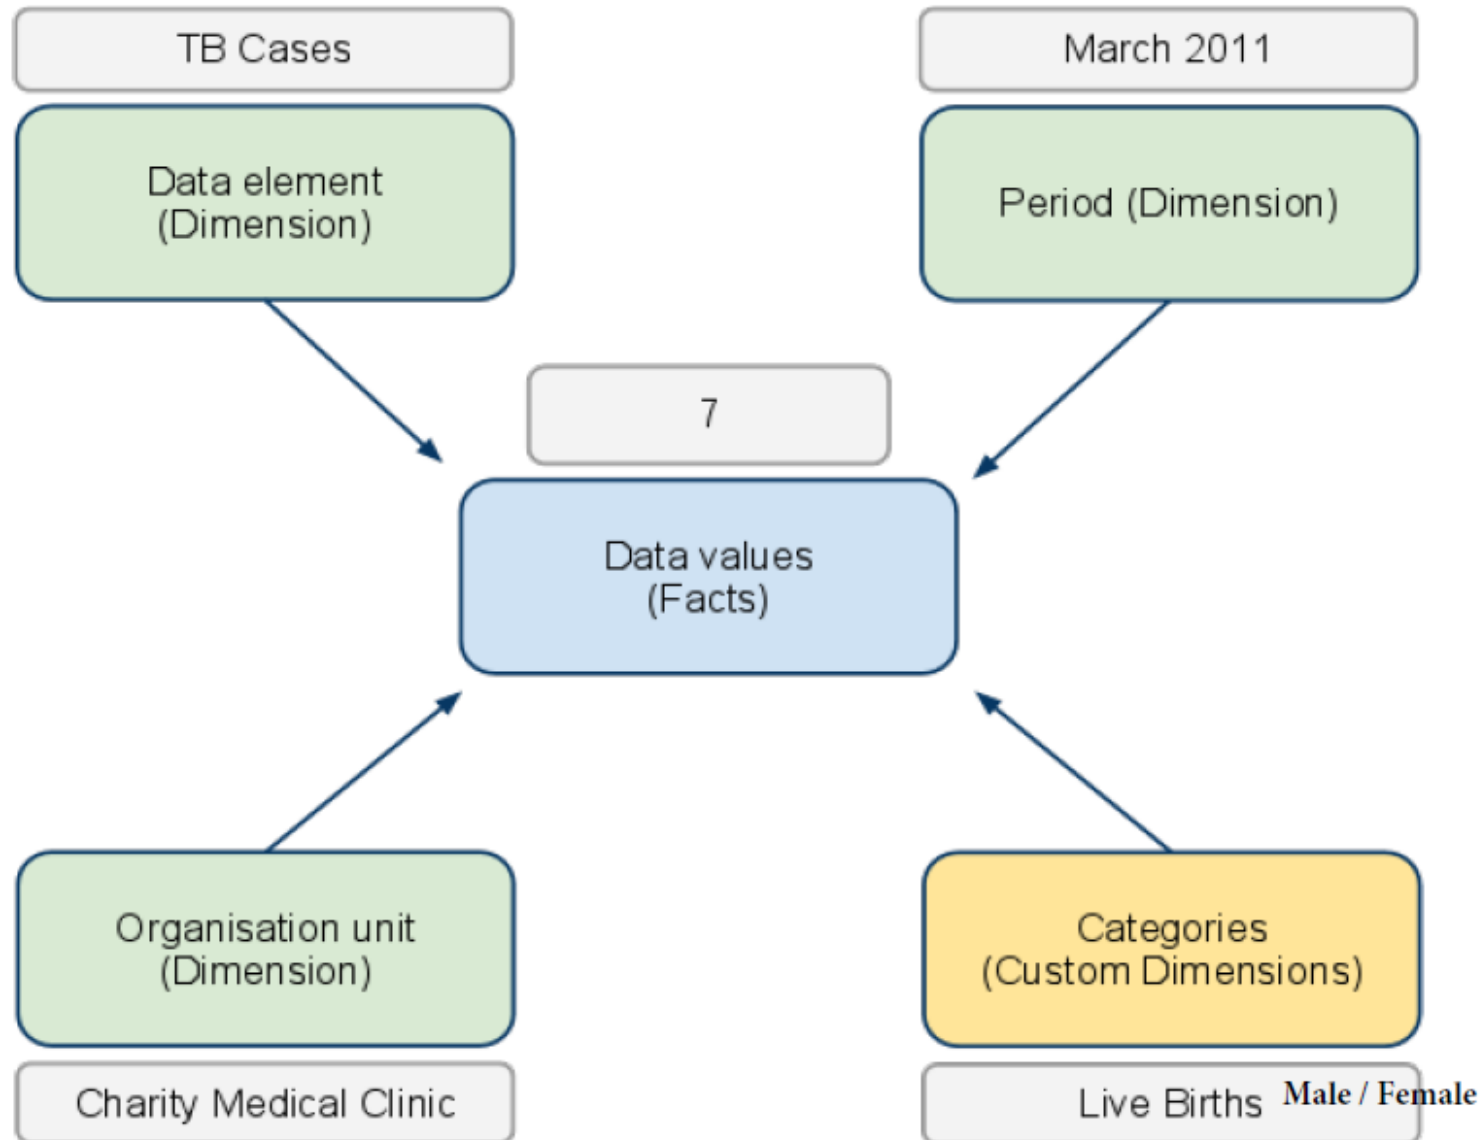 TB Cases
March 2011
Data element
(Dimension)
Period (Dimension)
7
Data values
(Facts)
Organisation unit
(Dimension)
Categories
(Custom Dimensions)
Charity Medical Clinic
Live Births Male / Female